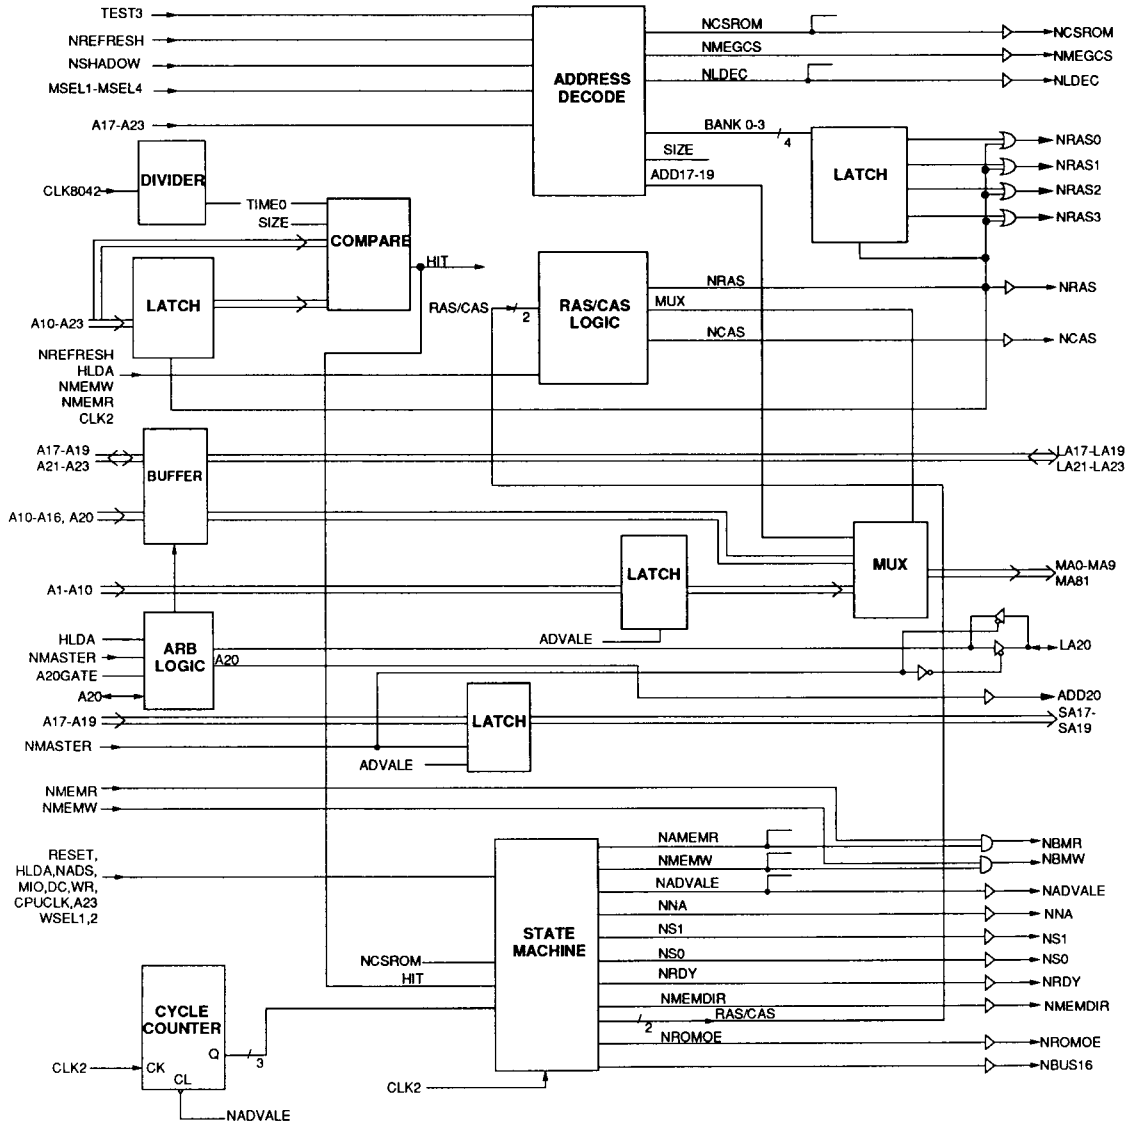 TEST3
NREFRESH
NSHADOW
MSEL1-MSEL4
A17-A23
ADDRESS
DECODE
NCSROM
NMEGCS
NLDEC
BANK 0-3
4
SIZE
ADD17-19
NCSROM
NMEGCS
NLDEC
LATCH
NRAS0
NRAS1
NRAS2
NRAS3
DIVIDER
CLK8042
TIME0
SIZE
COMPARE
HIT
LATCH
A10-A23
RAS/CAS
2
RAS/CAS
LOGIC
NRAS
MUX
NCAS
NRAS
NCAS
NREFRESH
HLDA
NMEMW
NMEMR
CLK2
A17-A19
A21-A23
BUFFER
LA17-LA19
LA21-LA23
A10-A16, A20
A1-A10
LATCH
ADVALE
MUX
MA0-MA9
MA81
HLDA
NMASTER
A20GATE
A20
ARB
LOGIC
A20
LA20
ADD20
A17-A19
NMASTER
LATCH
ADVALE
SA17-
SA19
NMEMR
NMEMW
RESET,
HLDA,NADS,
MIO,DC,WR,
CPUCLK,A23
WSEL1,2
STATE
MACHINE
NCSROM
HIT
NAMEMR
NMEMW
NADVALE
NNA
NS1
NS0
NRDY
NMEMDIR
2
RAS/CAS
NROMOE
NBMR
NBMW
NADVALE
NNA
NS1
NS0
NRDY
NMEMDIR
NROMOE
NBUS16
CYCLE
COUNTER
Q
3
CLK2
CK
CL
NADVALE
CLK2